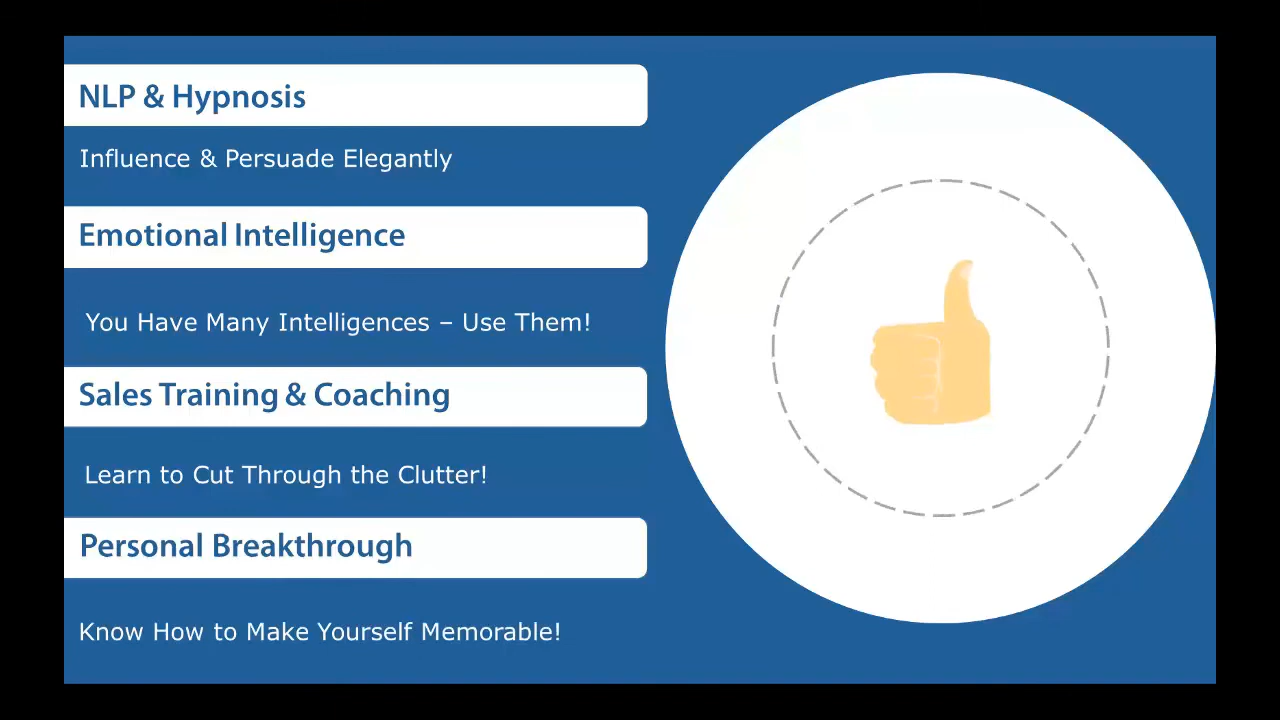 NLP & Hypnosis
Influence & Persuade Elegantly
Emotional Intelligence
You Have Many Intelligences – Use Them!
Sales Training & Coaching
Learn to Cut Through the Clutter!
Personal Breakthrough
Know How to Make Yourself Memorable!